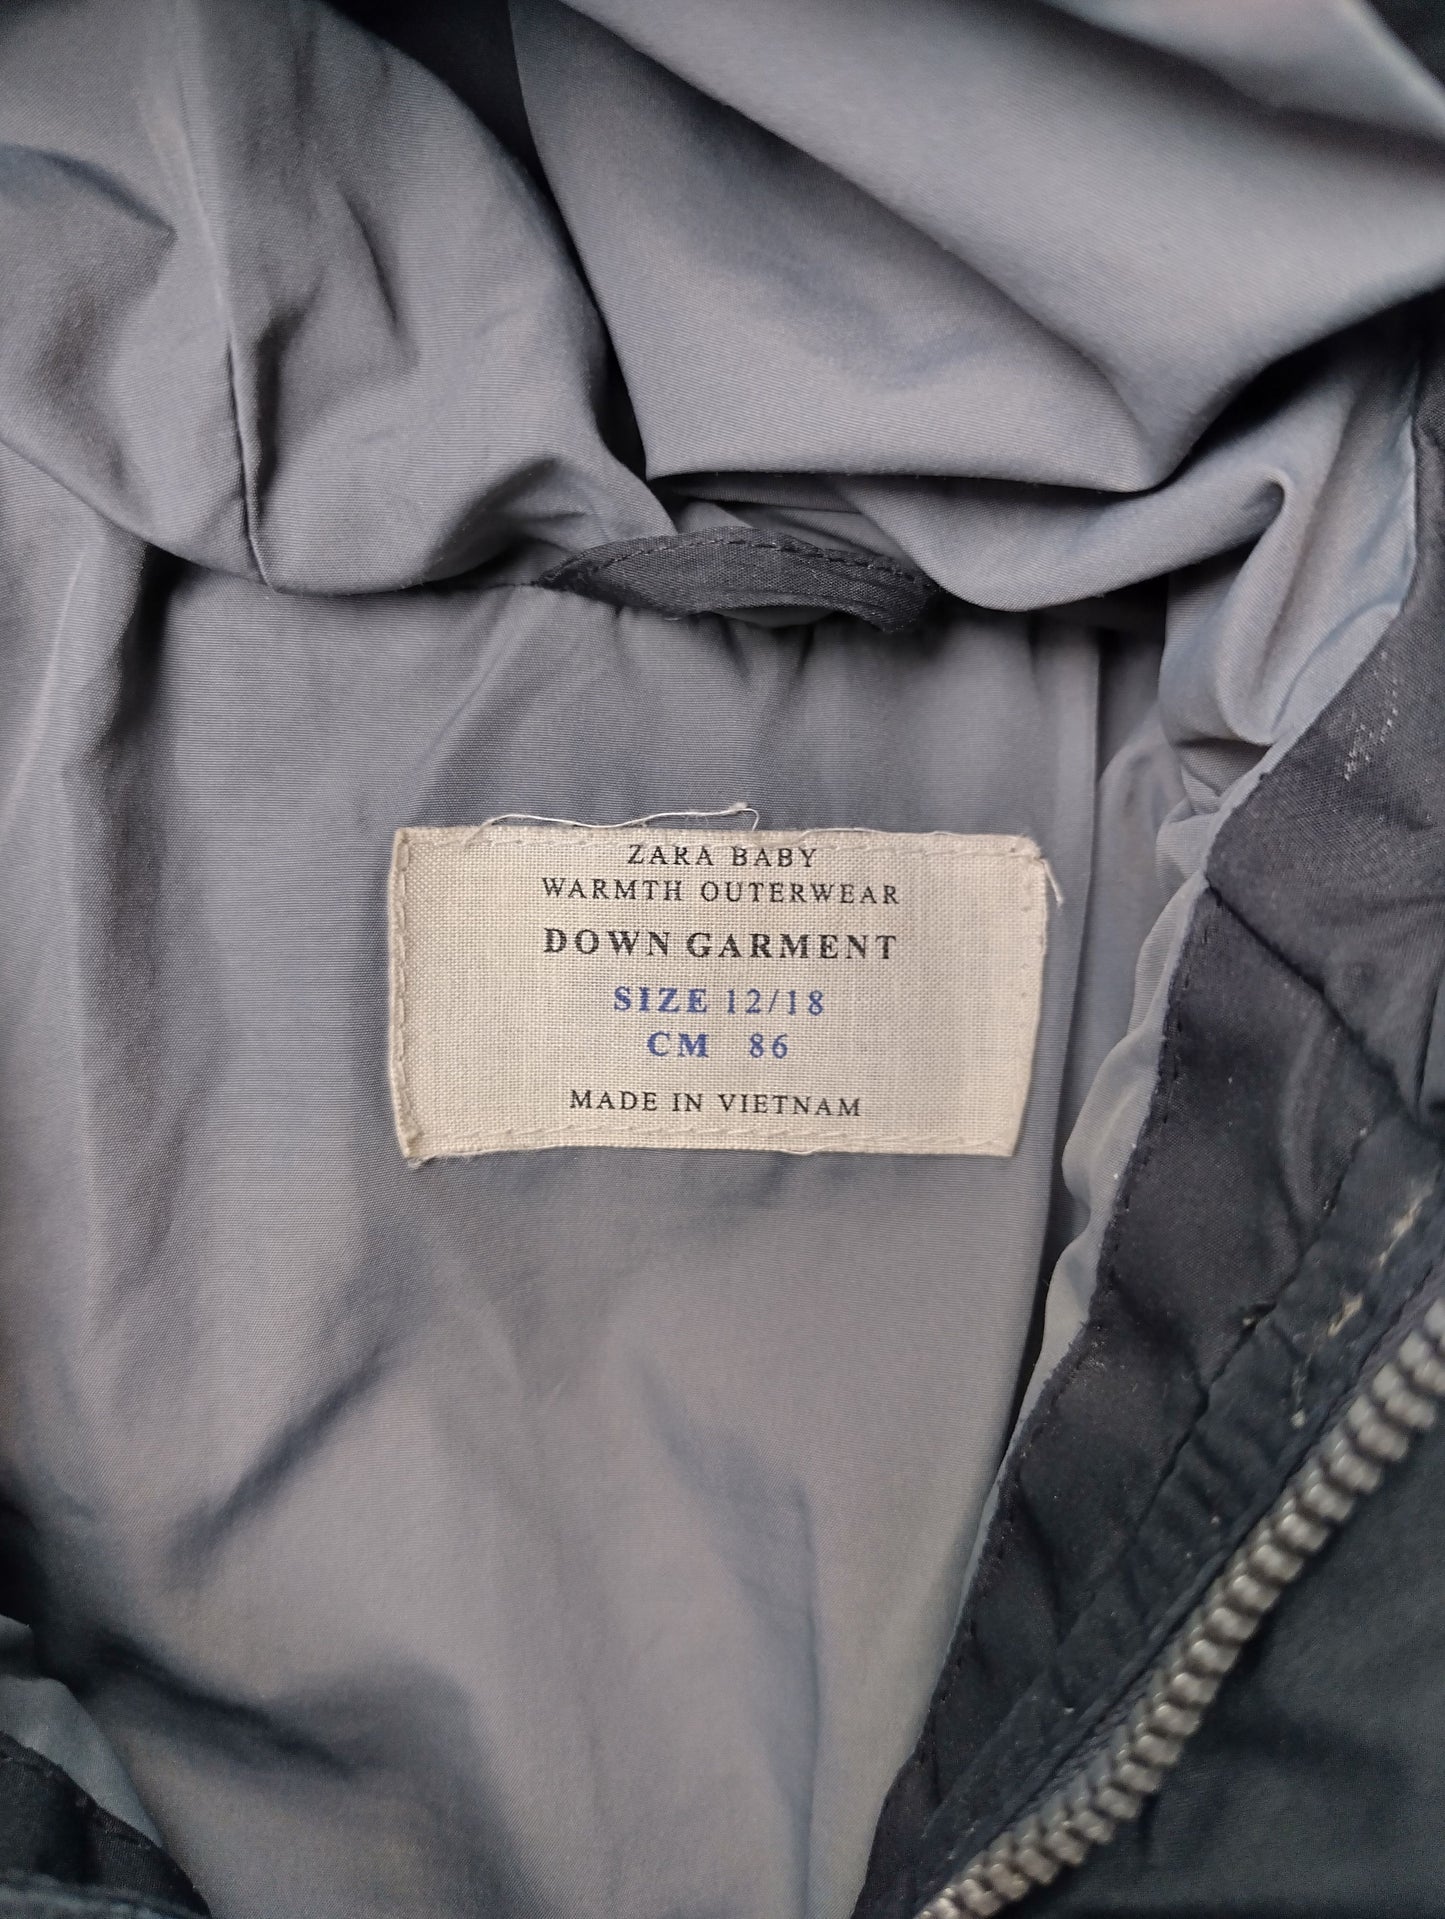 ZARA BABY
WARMTH OUTERWEAR
DOWN GARMENT
SIZE 12/18
CM 86
MADE IN VIETNAM